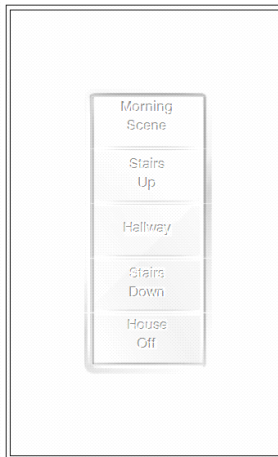 Morning
Scene
Stairs
Up
Hallway
Stairs
Down
House
Off